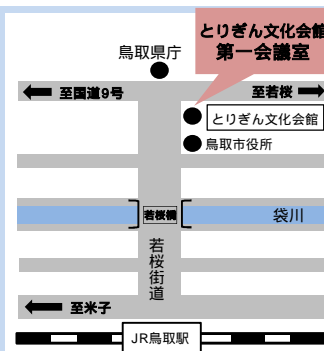 とりぎん文化会館
第一会議室
鳥取県庁
至国道9号
至若桜
とりぎん文化会館
鳥取市役所
若桜橋
袋川
若桜街道
至米子
JR鳥取駅